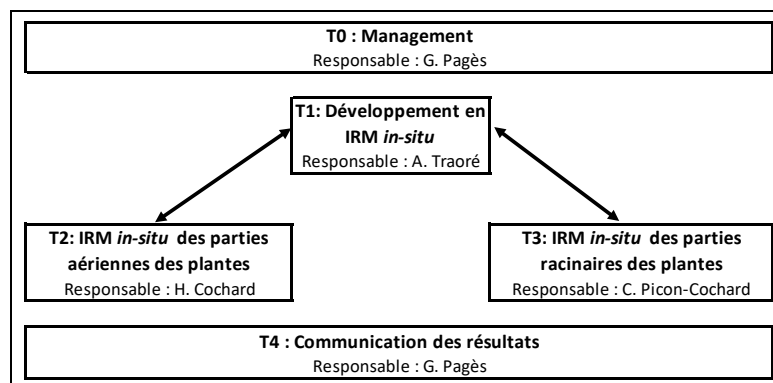 T0 : Management
Responsable : G. Pagès
T1: Développement en
IRM in-situ
Responsable : A. Traoré
T2: IRM in-situ des parties
aériennes des plantes
Responsable : H. Cochard
T3: IRM in-situ des parties
racinaires des plantes
Responsable : C. Picon-Cochard
T4 : Communication des résultats
Responsable : G. Pagès